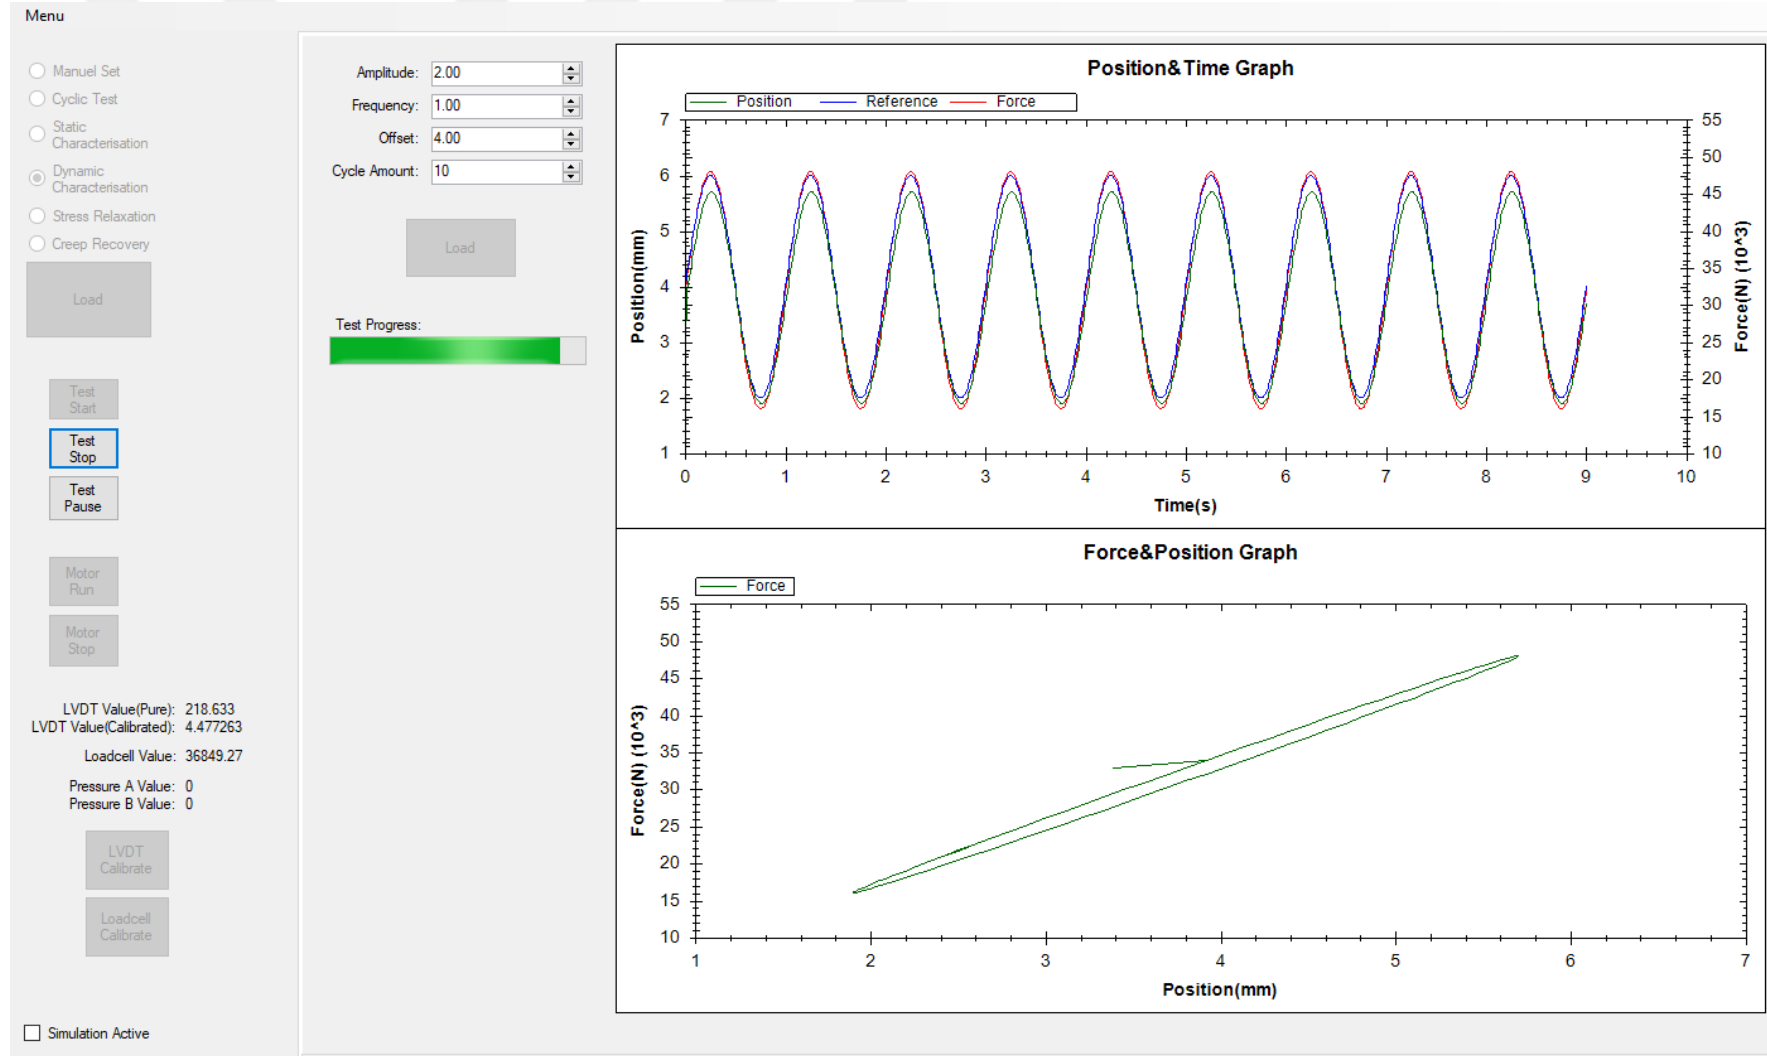 Menu
Manuel Set
Cyclic Test
Static
Characterisation
Dynamic
Characterisation
Stress Relaxation
Creep Recovery
Load
Test
Start
Test
Stop
Test
Pause
Motor
Run
Motor
Stop
LVDT Value(Pure): 218.633
LVDT Value(Calibrated): 4.477263
Loadcell Value: 36849.27
Pressure A Value: 0
Pressure B Value: 0
LVDT
Calibrate
Loadcell
Calibrate
Simulation Active
Amplitude: 2.00
Frequency: 1.00
Offset: 4.00
Cycle Amount: 10
Load
Test Progress:
Position&Time Graph
Position Reference Force
Position(mm)
7
6
5
4
3
2
1
0 1 2 3 4 5 6 7 8 9 10
Time(s)
55
50
45
40
35
30
25
20
15
10
Force(N) (10^3)
Force&Position Graph
Force
Force(N) (10^3)
55
50
45
40
35
30
25
20
15
10
1 2 3 4 5 6 7
Position(mm)